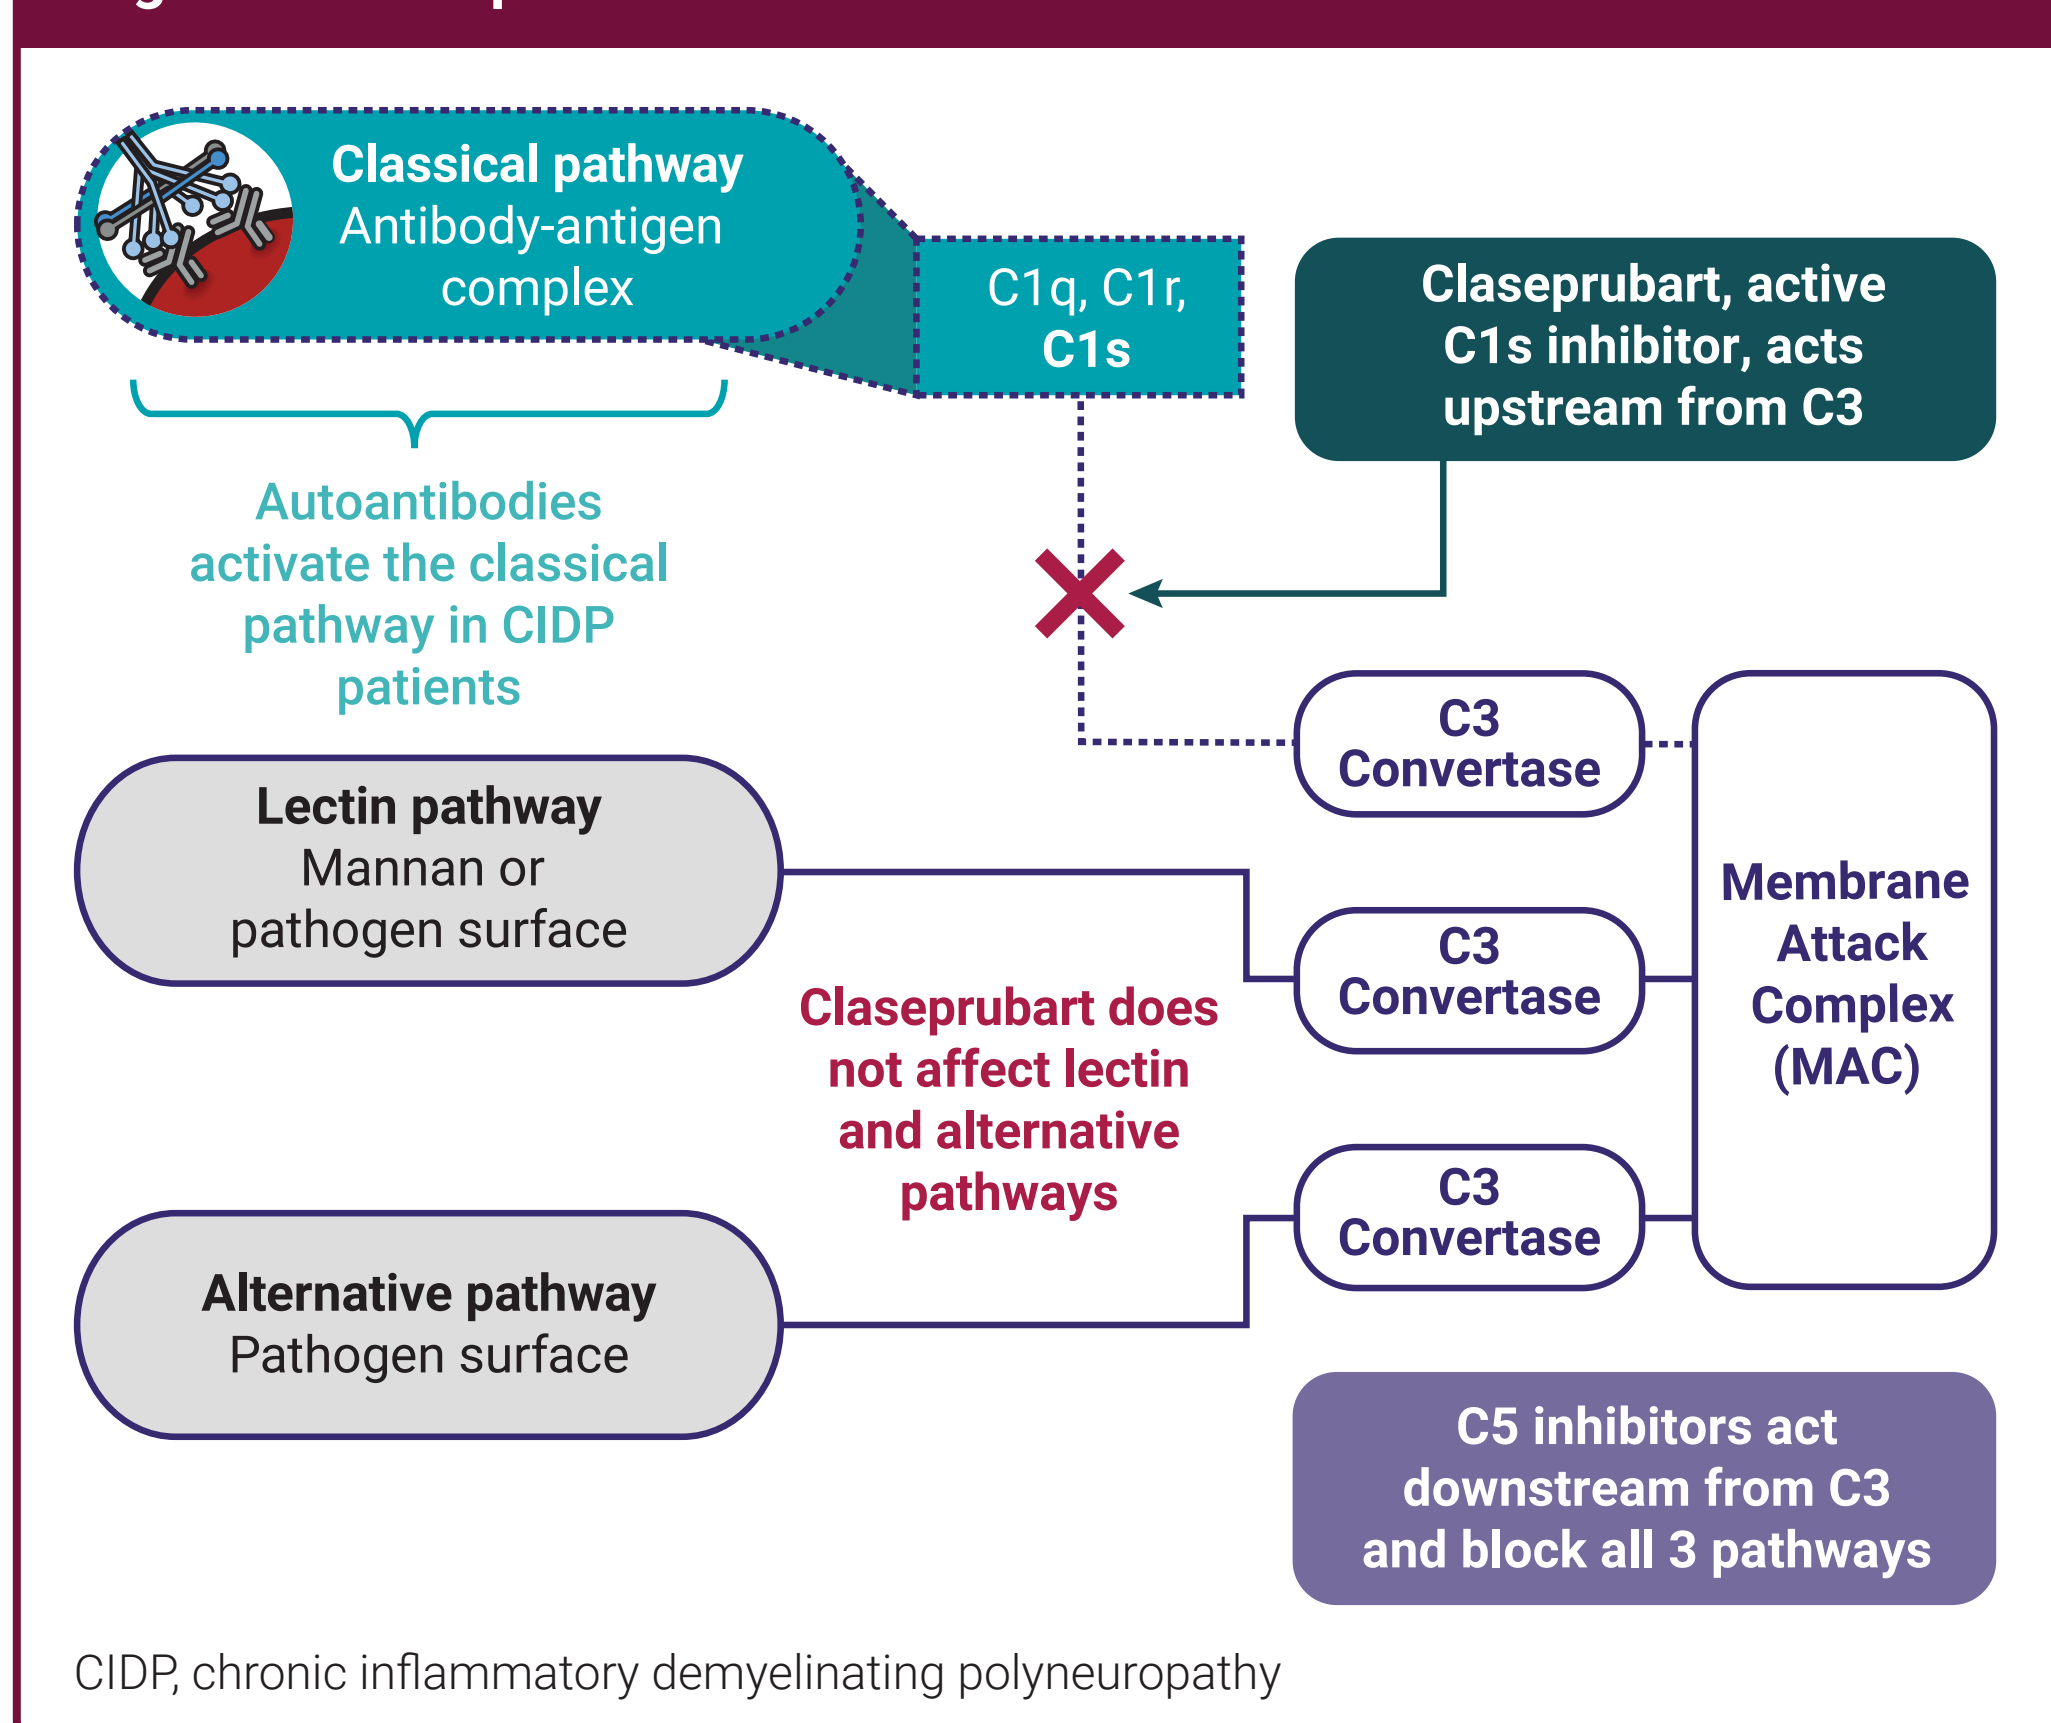 Classical pathway
Antibody-antigen
complex
C1q, C1r,
C1s
Claseprubart, active
C1s inhibitor, acts
upstream from C3
Autoantibodies
activate the classical
pathway in CIDP
patients
C3
Convertase
Lectin pathway
Mannan or
pathogen surface
C3
Convertase
Membrane
Attack
Complex
(MAC)
Claseprubart does
not affect lectin
and alternative
pathways
C3
Convertase
Alternative pathway
Pathogen surface
C5 inhibitors act
downstream from C3
and block all 3 pathways
CIDP, chronic inflammatory demyelinating polyneuropathy